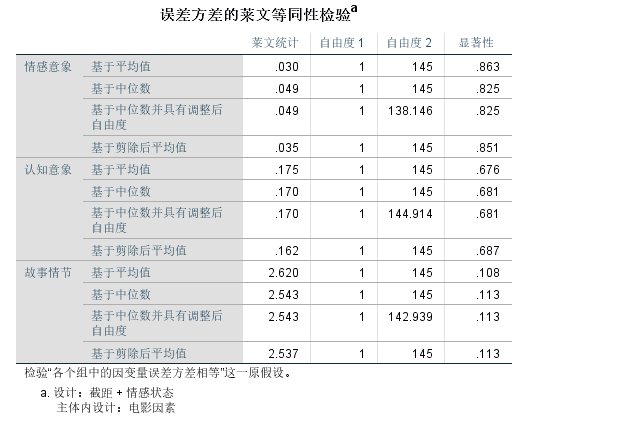 误差方差的莱文等同性检验a
莱文统计 自由度 1 自由度 2 显著性
情感意象 基于平均值 .030 1 145 .863
基于中位数 .049 1 145 .825
基于中位数并具有调整后 .049 1 138.146 .825
自由度
基于剪除后平均值 .035 1 145 .851
认知意象 基于平均值 .175 1 145 .676
基于中位数 .170 1 145 .681
基于中位数并具有调整后 .170 1 144.914 .681
自由度
基于剪除后平均值 .162 1 145 .687
故事情节 基于平均值 2.620 1 145 .108
基于中位数 2.543 1 145 .113
基于中位数并具有调整后 2.543 1 142.939 .113
自由度
基于剪除后平均值 2.537 1 145 .113
检验“各个组中的因变量误差方差相等”这一原假设。
a. 设计：截距 + 情感状态
主体内设计：电影因素